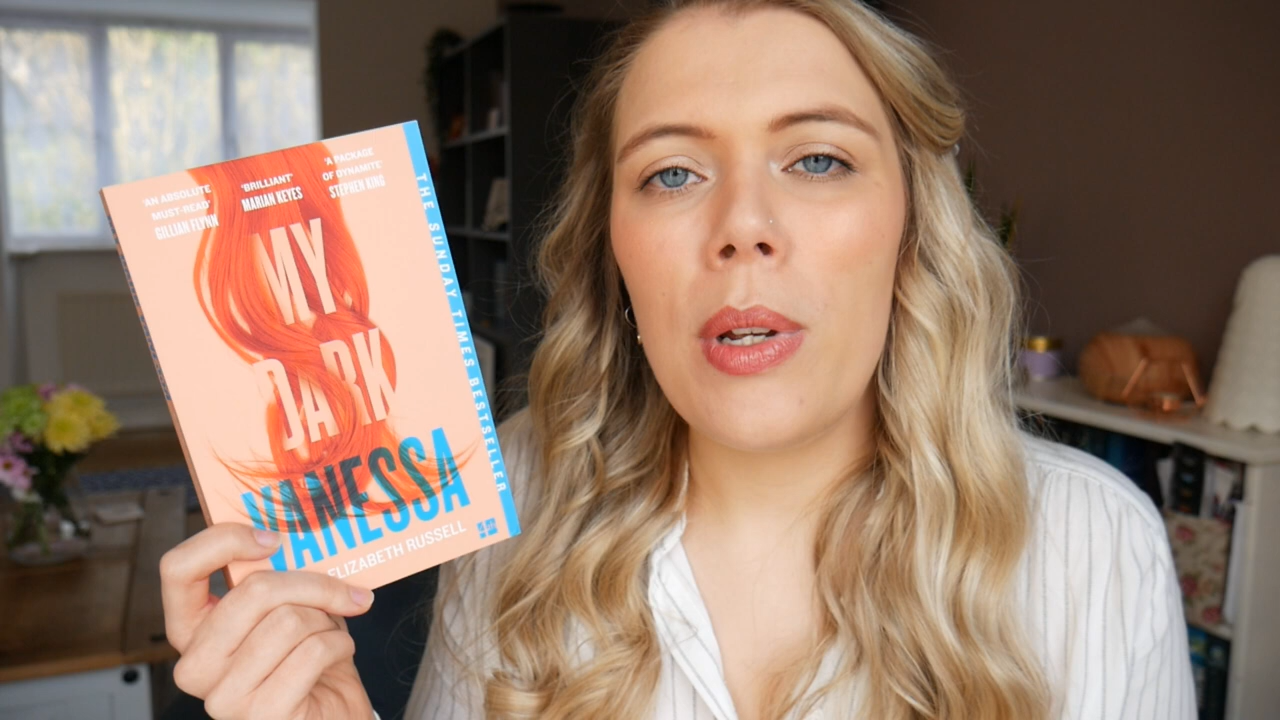 'AN ABSOLUTE
MUST-READ'
GILLIAN FLYNN
'BRILLIANT'
MARIAN KEYES
'A PACKAGE
OF DYNAMITE'
STEPHEN KING
MY
DARK
VANESSA
ELIZABETH RUSSELL
THE SUNDAY TIMES BESTSELLER